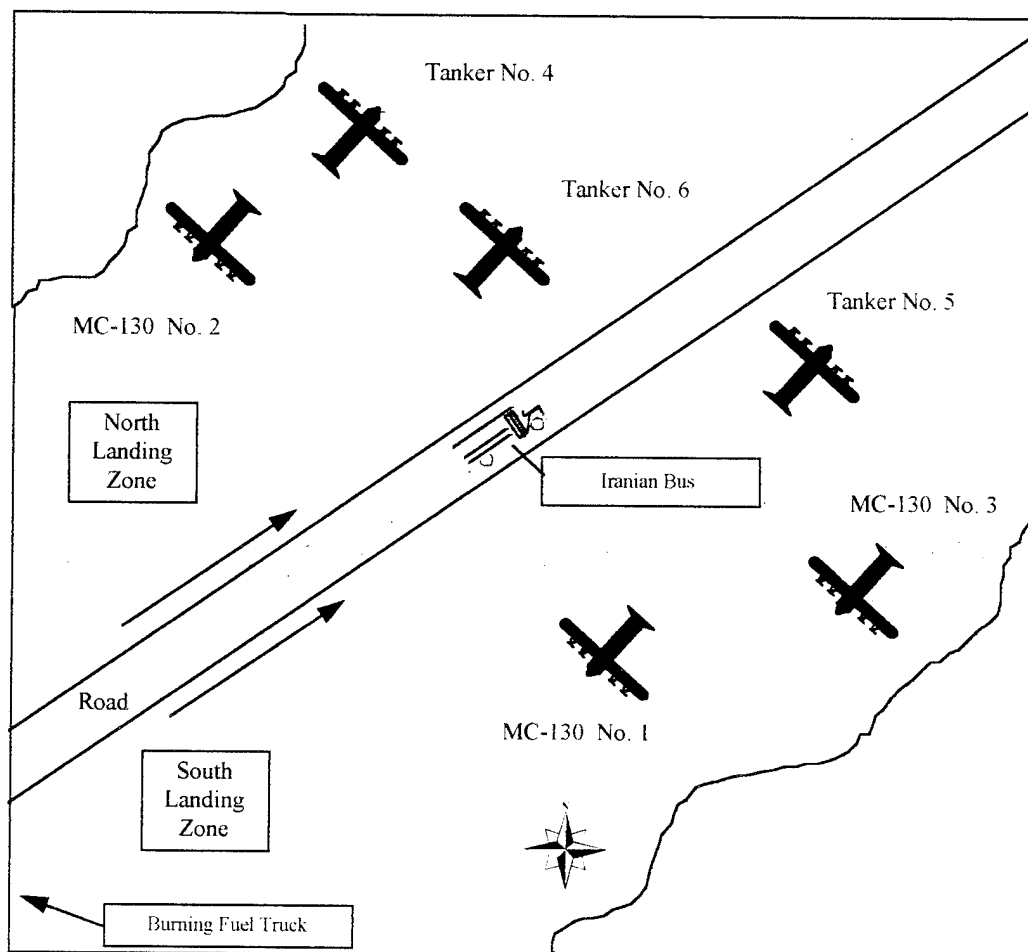 Tanker No. 4
Tanker No. 6
Tanker No. 5
MC-130 No. 2
North
Landing
Zone
Iranian Bus
MC-130 No. 3
Road
MC-130 No. 1
South
Landing
Zone
Burning Fuel Truck